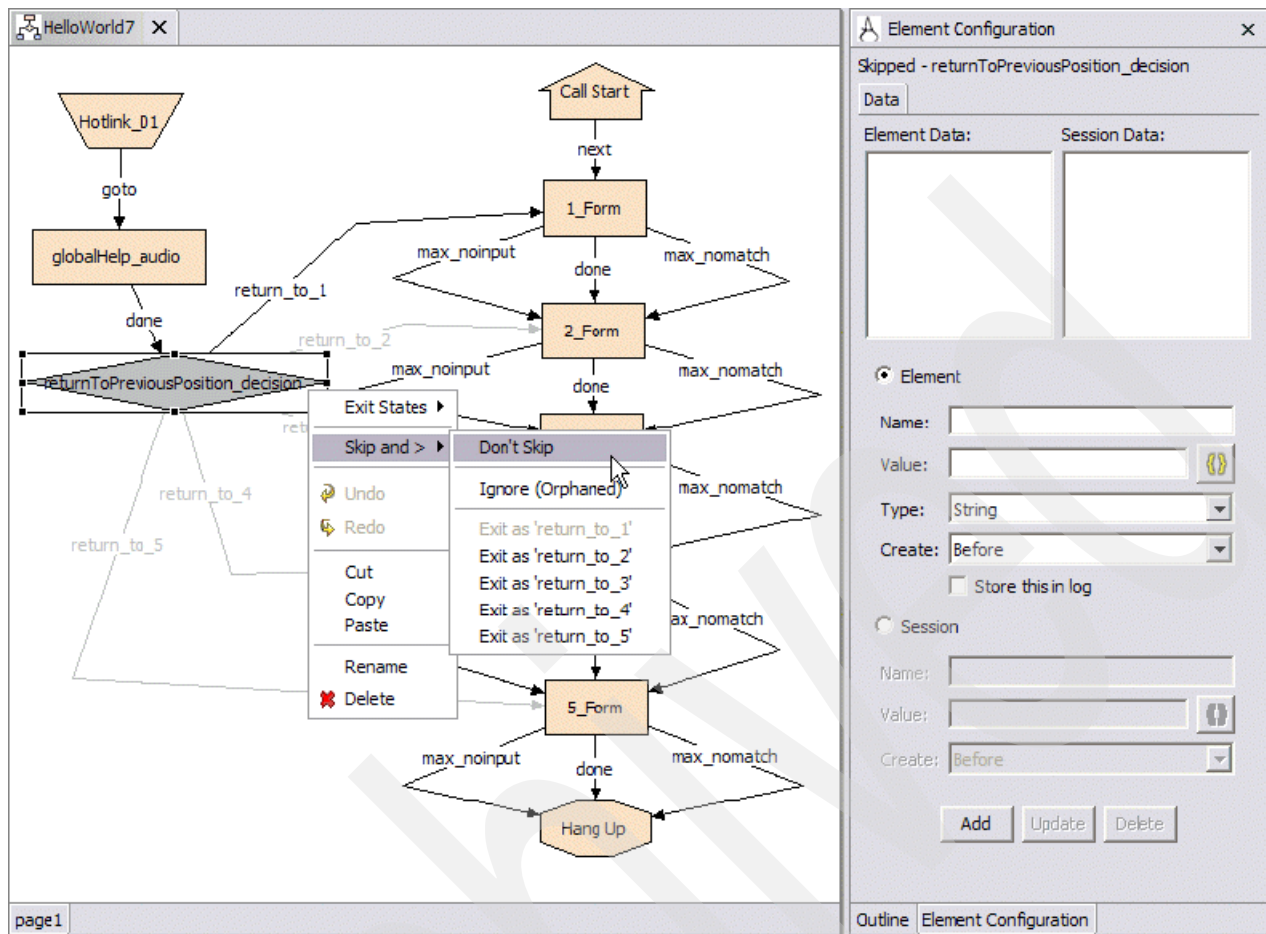 HelloWorld7
Hotlink_01
goto
globalHelp_audio
done
returnToPreviousPosition_decision
return_to_1
return_to_2
return_to_4
return_to_5
Call Start
next
1_Form
max_noinput
done
max_nomatch
2_Form
max_noinput
done
max_nomatch
max_nomatch
ax_nomatch
5_Form
max_noinput
done
max_nomatch
Hang Up
Exit States
Skip and >
Undo
Redo
Cut
Copy
Paste
Rename
Delete
Don't Skip
Ignore (Orphaned)
Exit as 'return_to_1'
Exit as 'return_to_2'
Exit as 'return_to_3'
Exit as 'return_to_4'
Exit as 'return_to_5'
page1
Element Configuration
Skipped - returnToPreviousPosition_decision
Data
Element Data:
Session Data:
Element
Name:
Value:
Type: String
Create: Before
Store this in log
Session
Name:
Value:
Create: Before
Add Update Delete
Outline Element Configuration